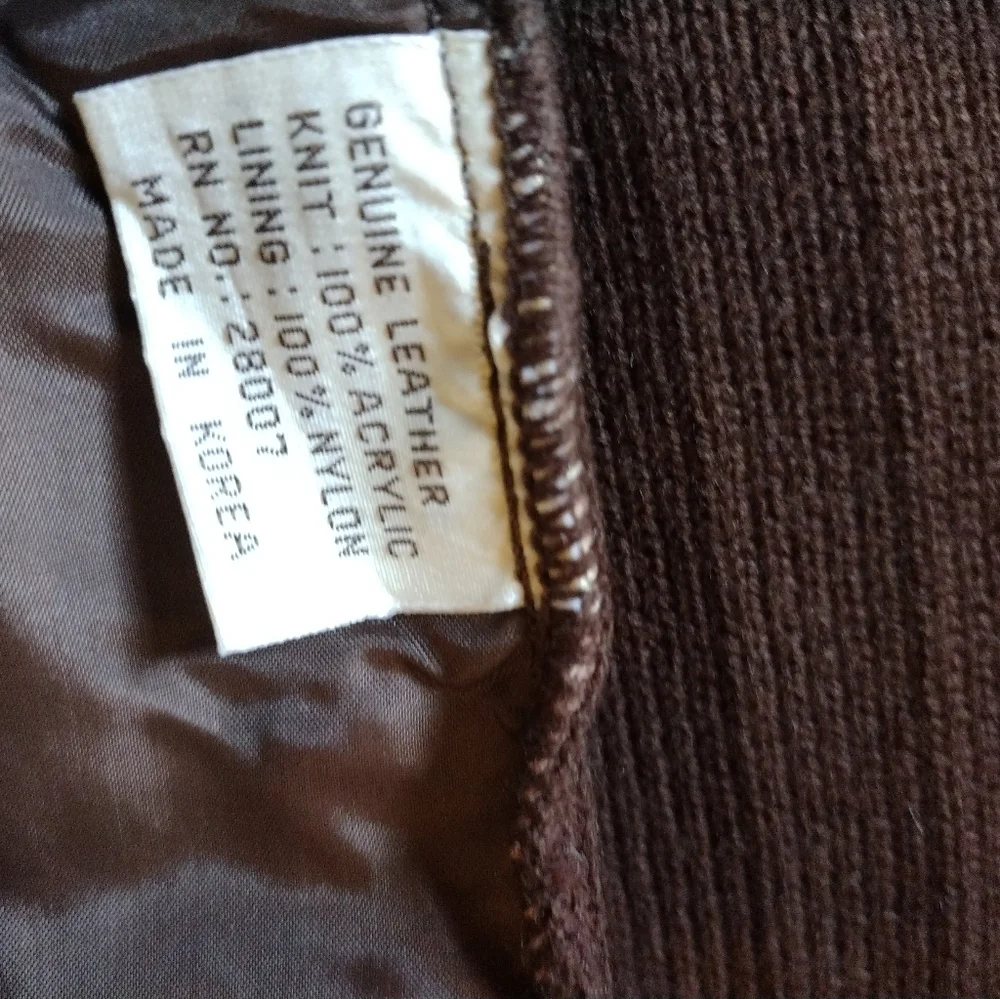 GENUINE LEATHER
KNIT : 100 % ACRYLIC
LINING : 100 % NYLON
RN NO. : 28007
MADE IN KOREA